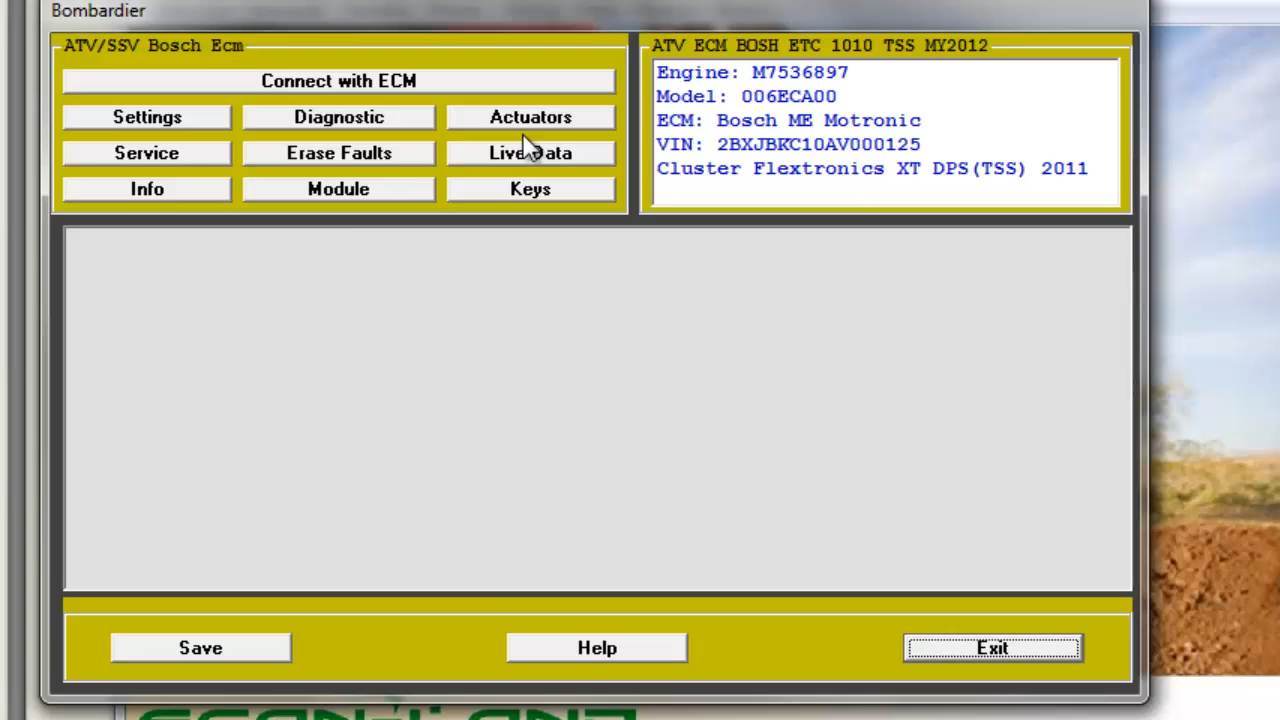 Bombardier
ATV/SSV Bosch Ecm
Connect with ECM
Settings
Diagnostic
Actuators
Service
Erase Faults
Live Data
Info
Module
Keys
ATV ECM BOSH ETC 1010 TSS MY2012
Engine: M7536897
Model: 006ECA00
ECM: Bosch ME Motronic
VIN: 2BXJBKC10AV000125
Cluster Flextronics XT DPS(TSS) 2011
Save
Help
Exit